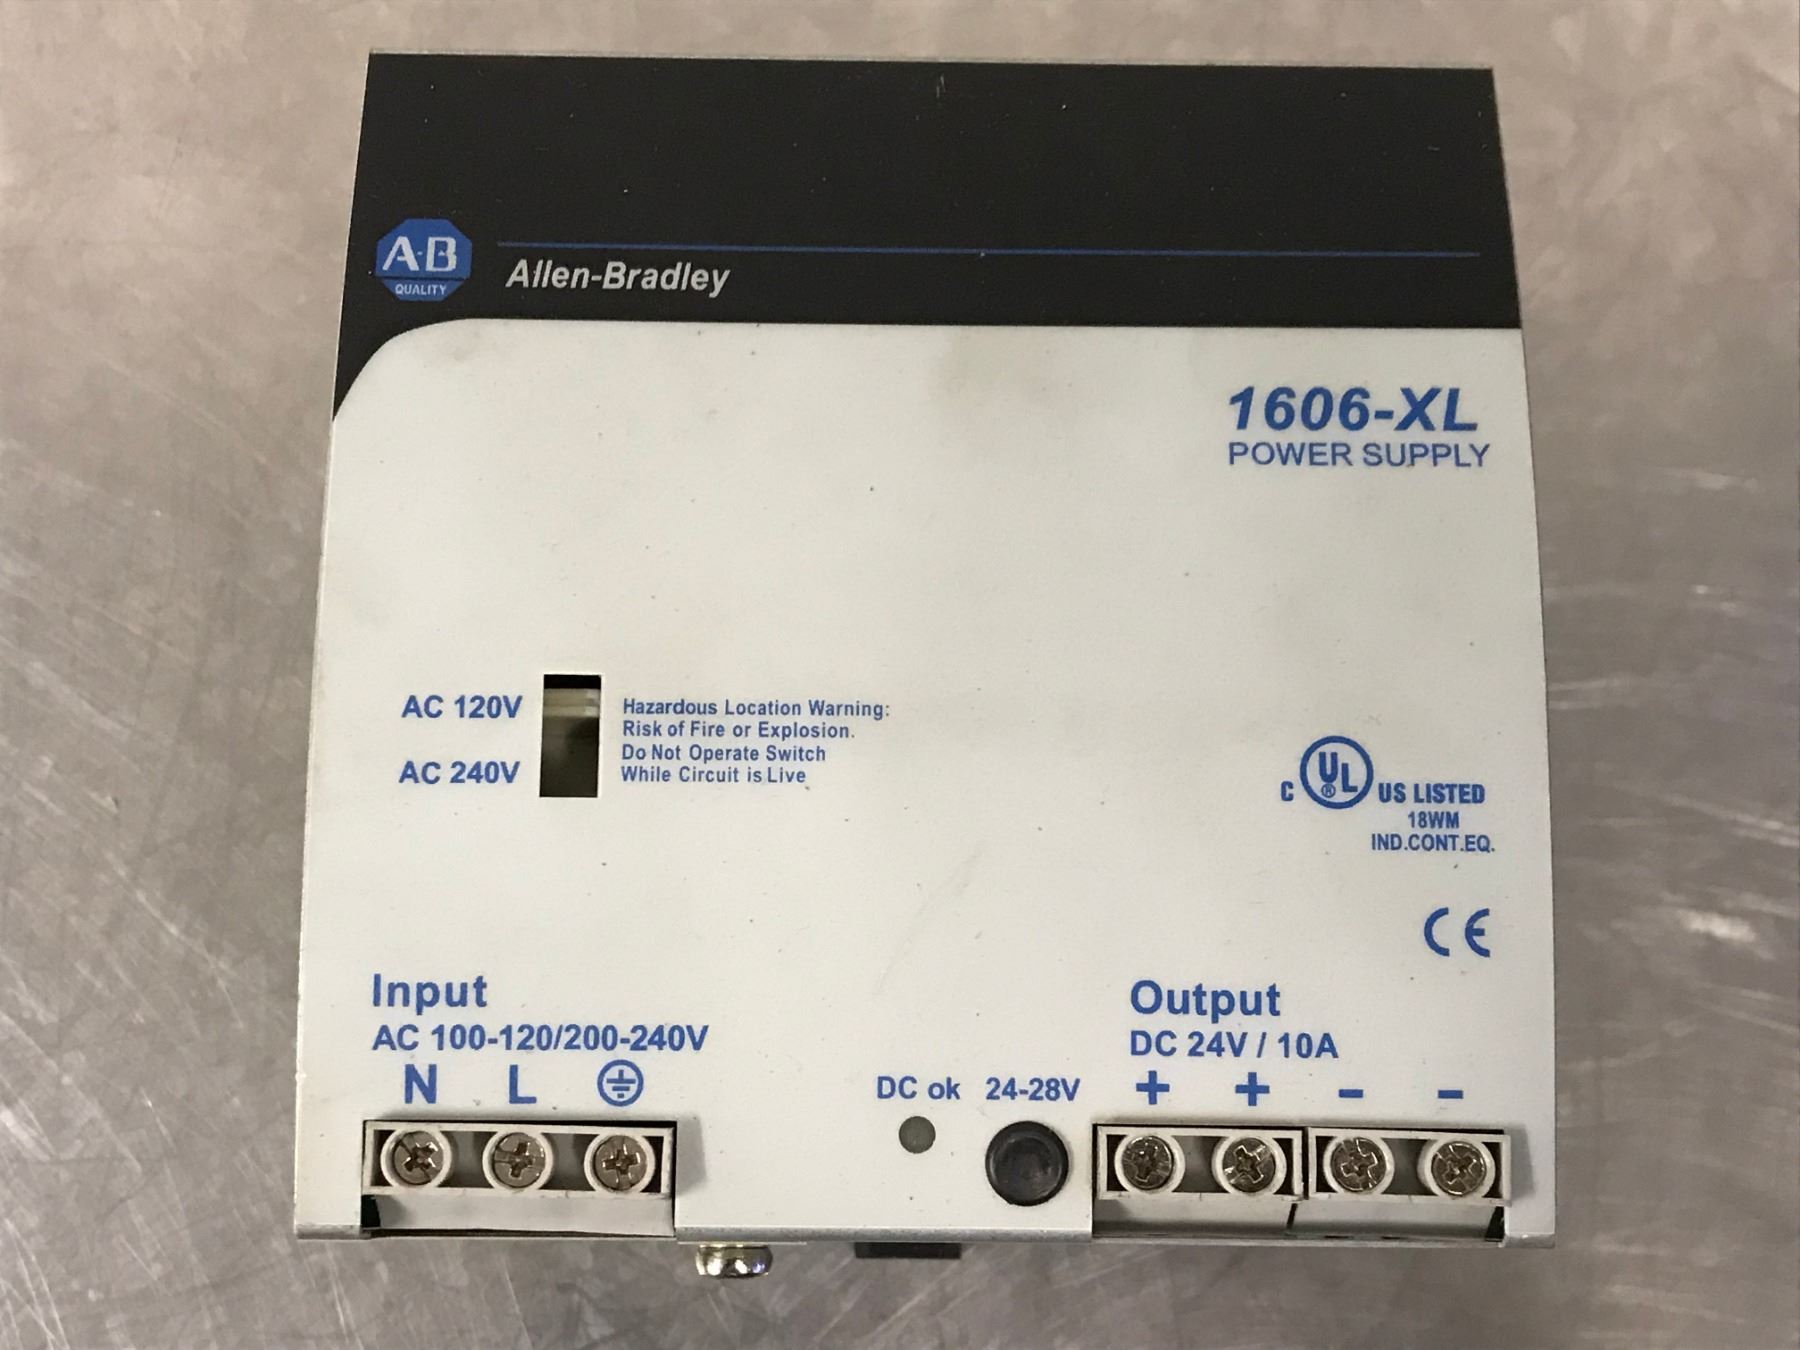 A-B
QUALITY
Allen-Bradley
1606-XL
POWER SUPPLY
AC 120V
AC 240V
Hazardous Location Warning:
Risk of Fire or Explosion.
Do Not Operate Switch
While Circuit is Live
C UL ® US LISTED
18WM
IND.CONT.EQ.
CE
Input
AC 100-120/200-240V
N L
DC ok 24-28V
Output
DC 24V / 10A
+ + - -